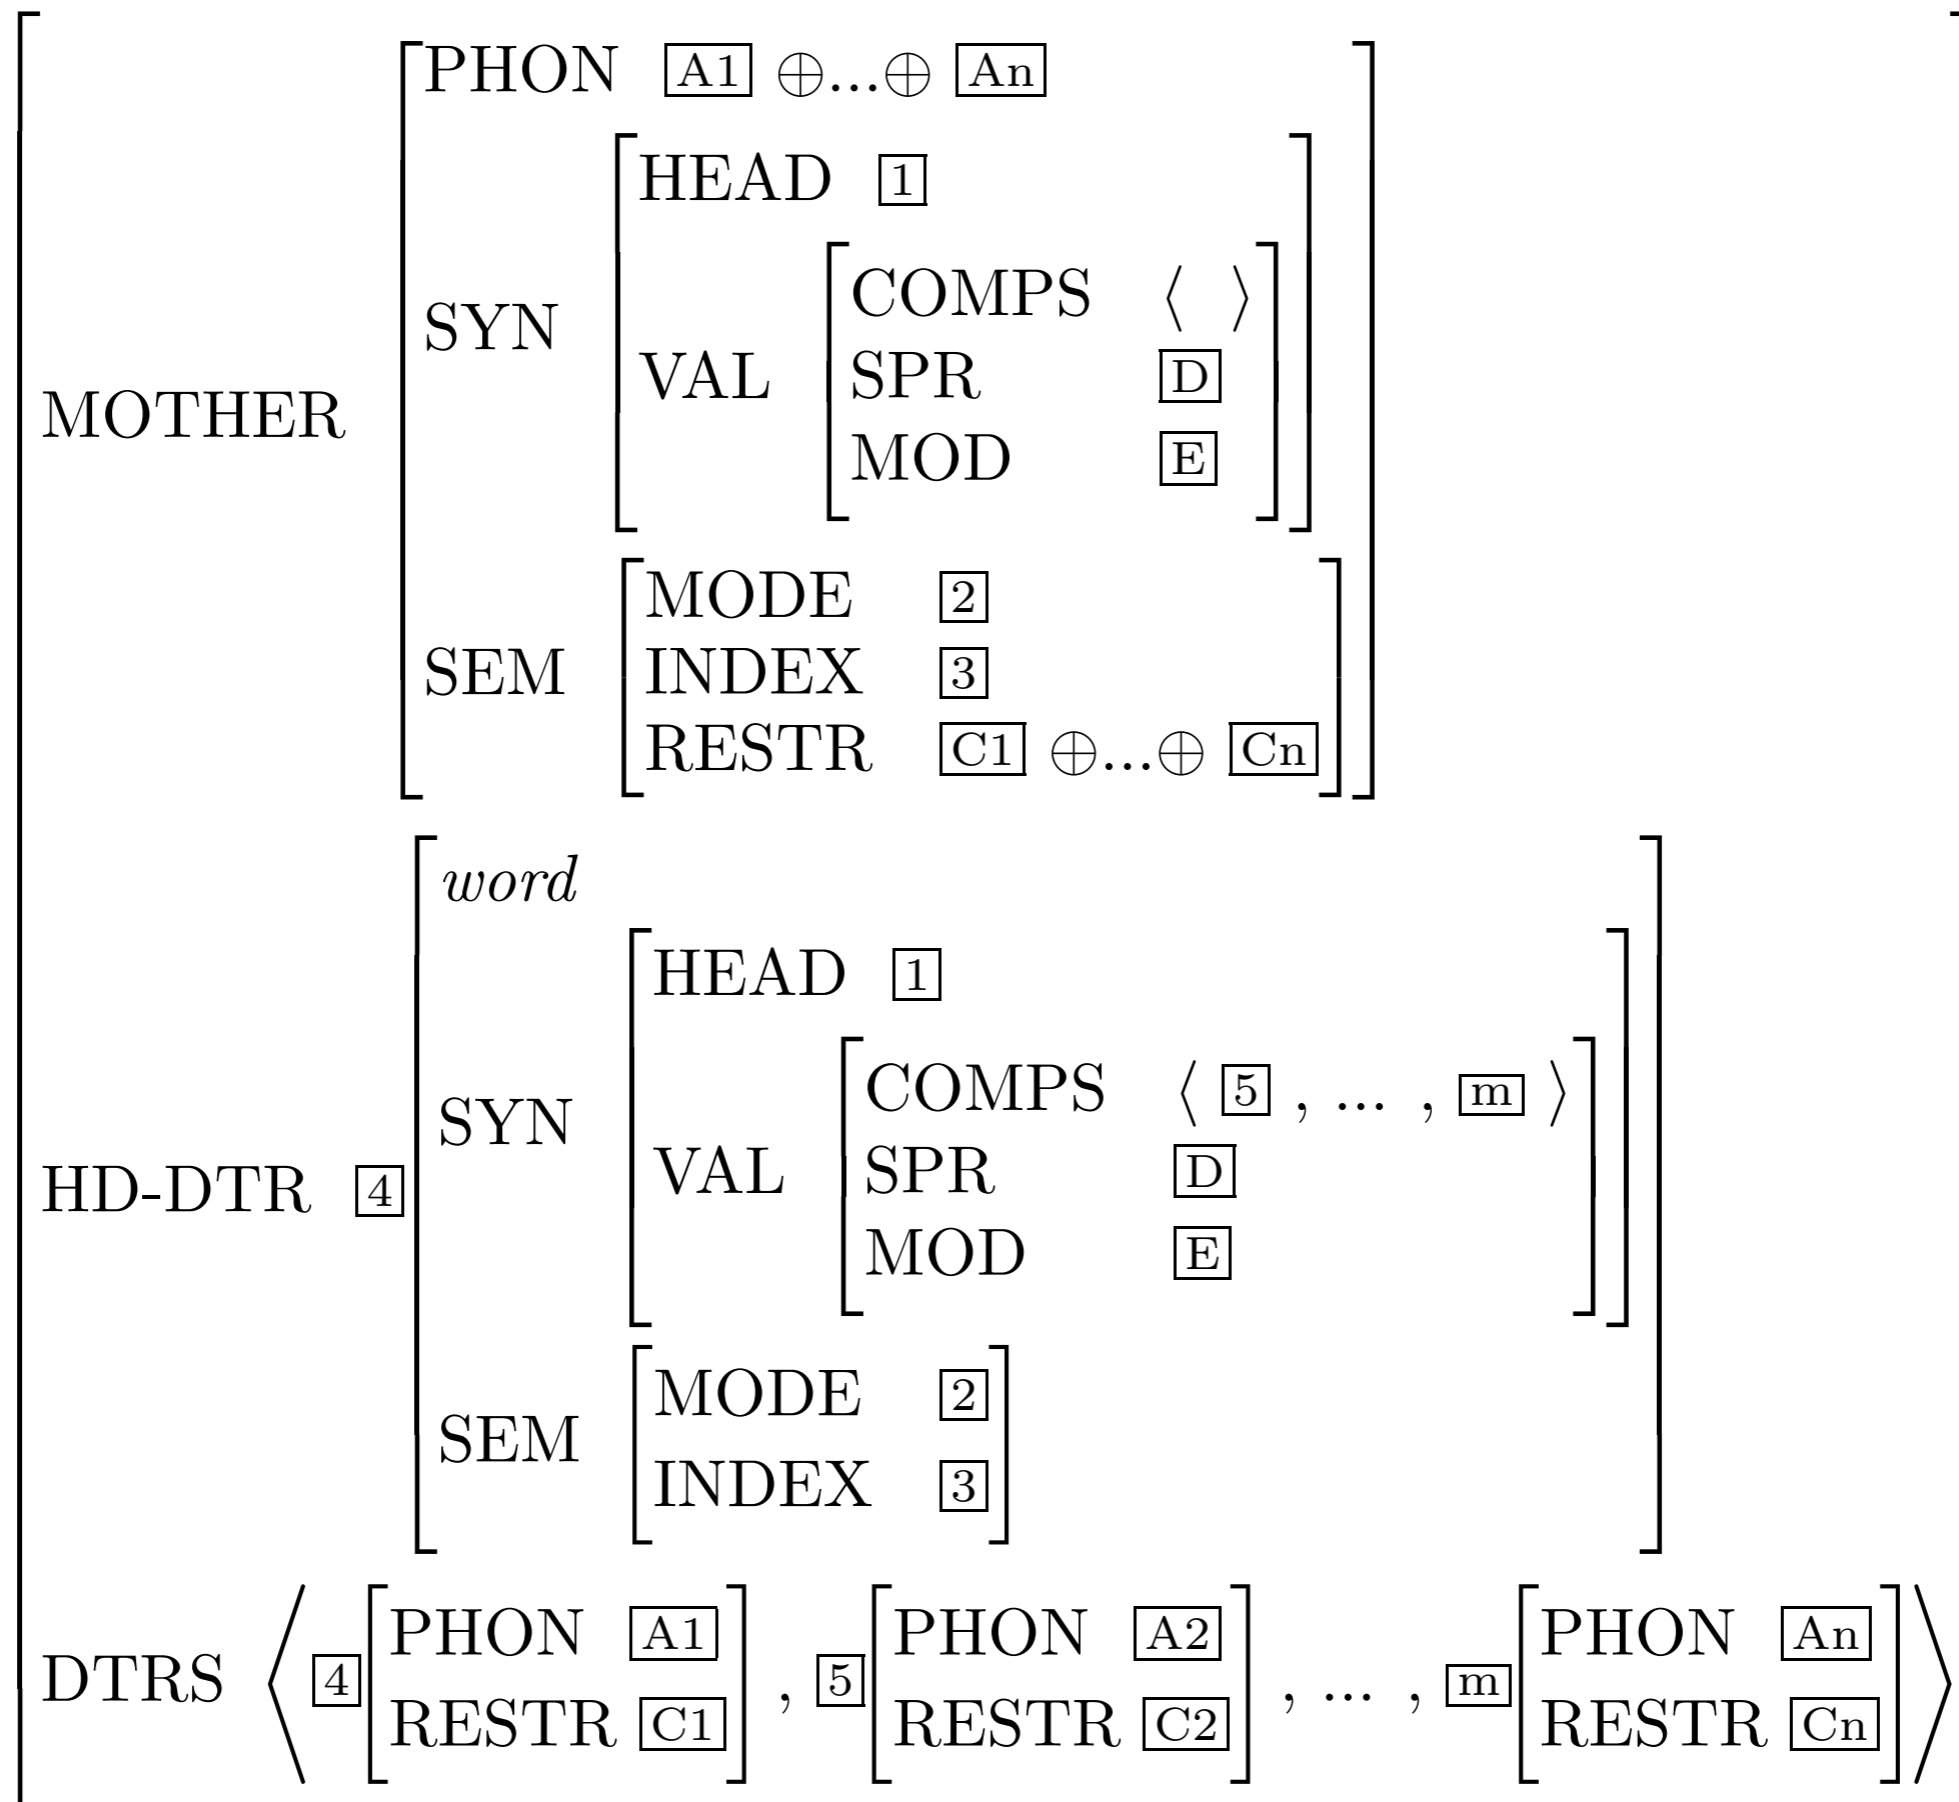 PHON A1 ⊕...⊕ An
HEAD 1
COMPS ⟨ ⟩
SYN
VAL SPR D
MOTHER
MOD E
MODE 2
SEM INDEX 3
RESTR C1 ⊕...⊕ Cn
word
HEAD 1
COMPS ⟨ 5 , ... , m ⟩
SYN
VAL SPR D
HD-DTR 4
MOD E
MODE 2
SEM
INDEX 3
PHON A1 PHON A2 PHON An
DTRS ⟨ 4 , 5 , ... , m ⟩
RESTR C1 RESTR C2 RESTR Cn